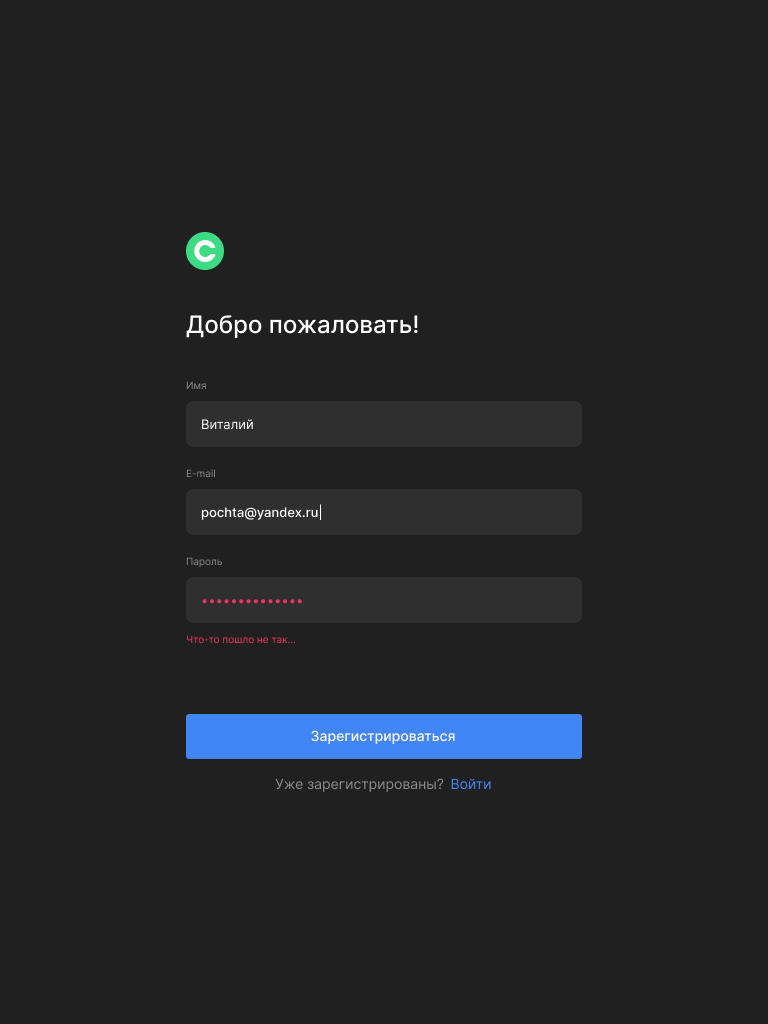 C
Добро пожаловать!
Имя
Виталий
E-mail
pochta@yandex.ru
Пароль
••••••••••••••
Что-то пошло не так...
Зарегистрироваться
Уже зарегистрированы? Войти